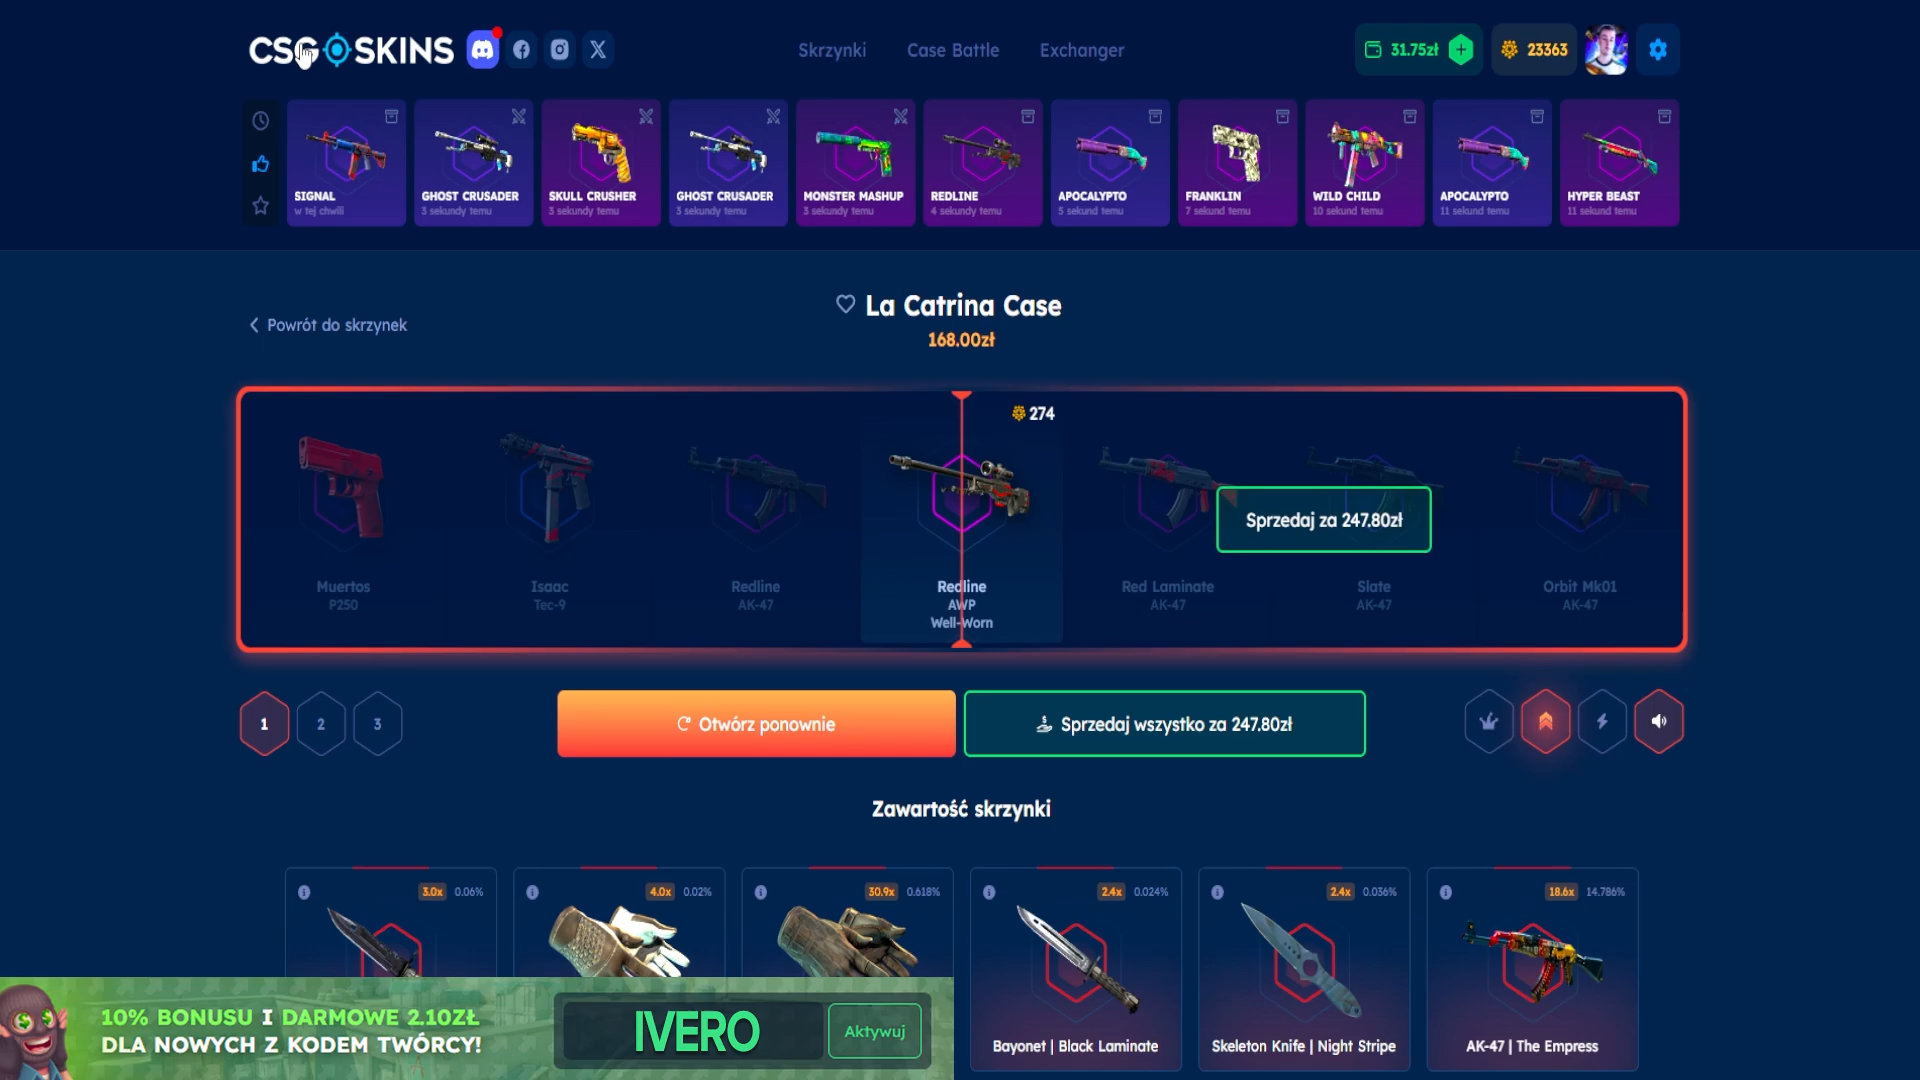 CSGOSKINS
Skrzynki
Case Battle
Exchanger
31.75zł
23363
SIGNAL
w tej chwili
GHOST CRUSADER
3 sekundy temu
SKULL CRUSHER
3 sekundy temu
GHOST CRUSADER
3 sekundy temu
MONSTER MASHUP
3 sekundy temu
REDLINE
4 sekundy temu
APOCALYPTO
5 sekund temu
FRANKLIN
7 sekund temu
WILD CHILD
10 sekund temu
APOCALYPTO
11 sekund temu
HYPER BEAST
11 sekund temu
Powrót do skrzynek
La Catrina Case
168.00zł
274
Muertos
P250
Isaac
Tec-9
Redline
AK-47
Redline
AWP
Well-Worn
Red Laminate
AK-47
Slate
AK-47
Orbit Mk01
AK-47
Sprzedaj za 247.80zł
1
2
3
Otwórz ponownie
Sprzedaj wszystko za 247.80zł
Zawartość skrzynki
3.0x 0.06%
4.0x 0.02%
30.9x 0.618%
2.4x 0.024%
2.4x 0.036%
18.6x 14.786%
Bayonet | Black Laminate
Skeleton Knife | Night Stripe
AK-47 | The Empress
10% BONUSU I DARMOWE 2.10ZŁ
DLA NOWYCH Z KODEM TWÓRCY!
IVERO
Aktywuj